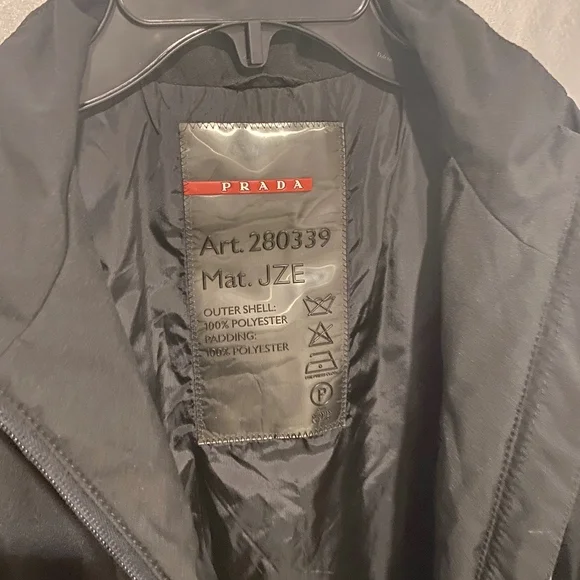 PRADA
Art. 280339
Mat. JZE
OUTER SHELL:
100% POLYESTER
PADDING:
100% POLYESTER
P